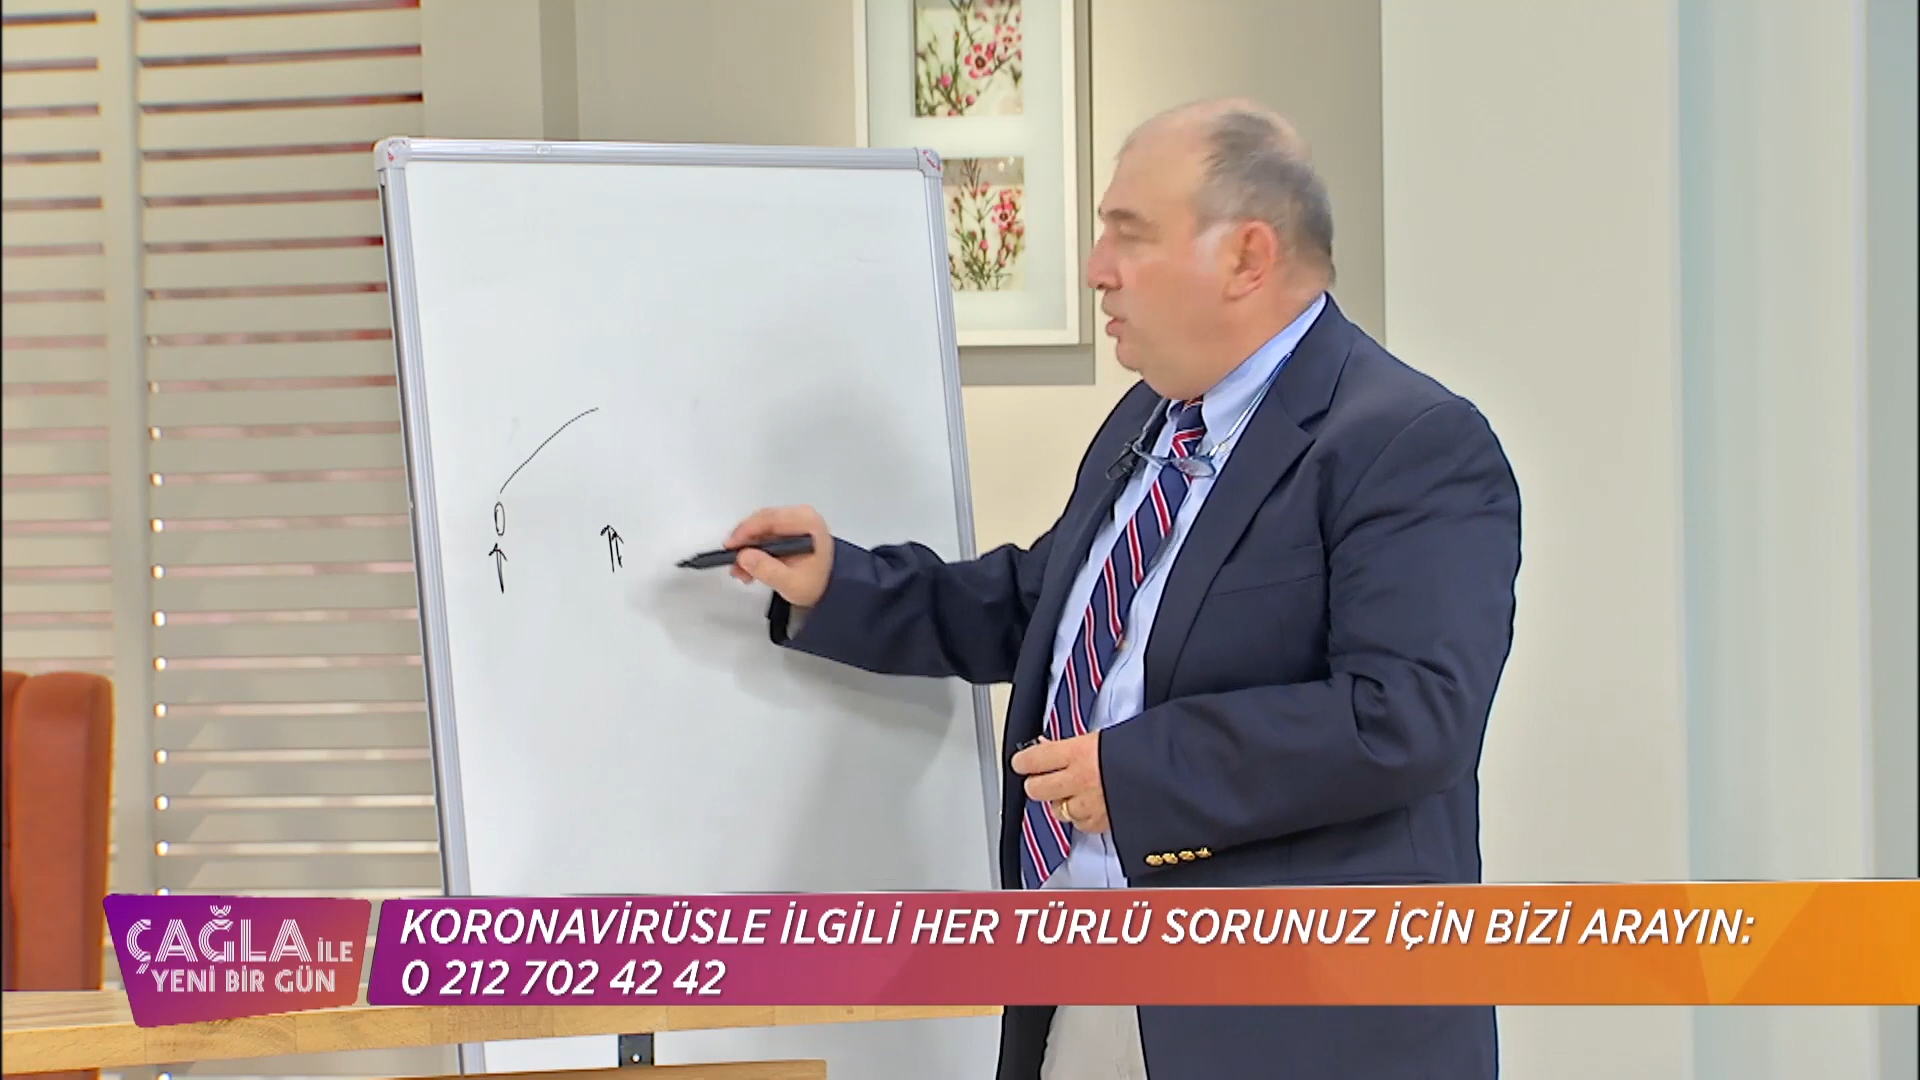 0
ÇAĞLA İLE
YENİ BİR GÜN
KORONAVİRÜSLE İLGİLİ HER TÜRLÜ SORUNUZ İÇİN BİZİ ARAYIN:
0 212 702 42 42